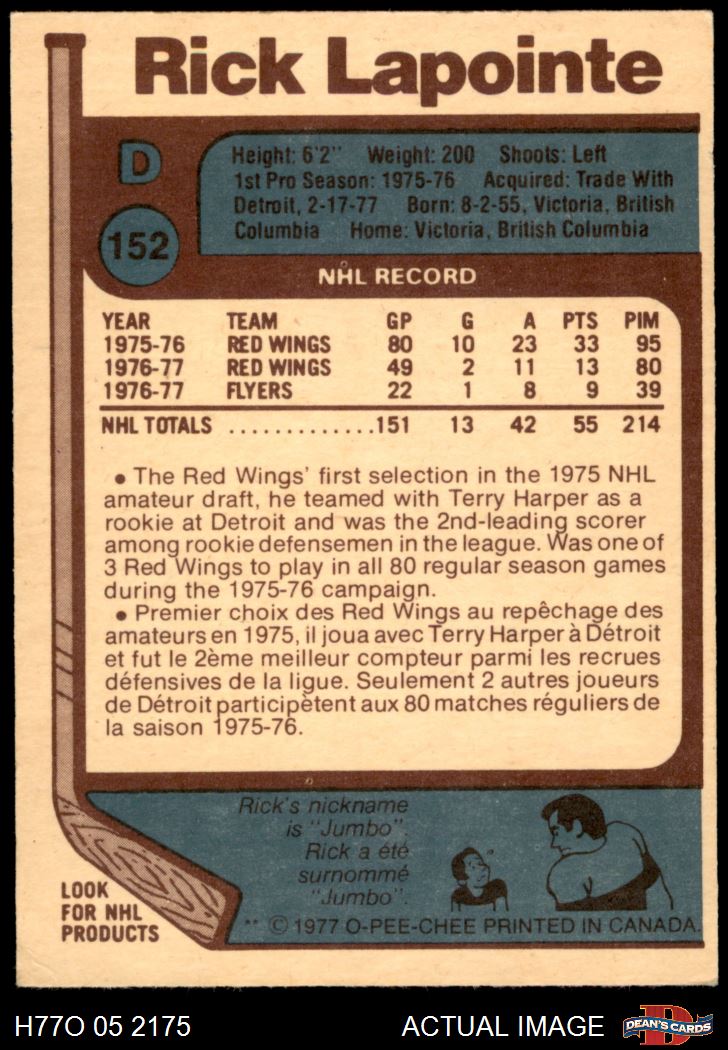 Rick Lapointe
D
152
Height: 6'2" Weight: 200 Shoots: Left
1st Pro Season: 1975-76 Acquired: Trade With
Detroit, 2-17-77 Born: 8-2-55, Victoria, British
Columbia Home: Victoria, British Columbia
NHL RECORD
YEAR TEAM GP G A PTS PIM
1975-76 RED WINGS 80 10 23 33 95
1976-77 RED WINGS 49 2 11 13 80
1976-77 FLYERS 22 1 8 9 39
NHL TOTALS .............151 13 42 55 214
• The Red Wings' first selection in the 1975 NHL
amateur draft, he teamed with Terry Harper as a
rookie at Detroit and was the 2nd-leading scorer
among rookie defensemen in the league. Was one of
3 Red Wings to play in all 80 regular season games
during the 1975-76 campaign.
• Premier choix des Red Wings au repêchage des
amateurs en 1975, il joua avec Terry Harper à Détroit
et fut le 2ème meilleur compteur parmi les recrues
défensives de la ligue. Seulement 2 autres joueurs
de Détroit participètent aux 80 matches réguliers de
la saison 1975-76.
Rick's nickname
is "Jumbo".
Rick a été
surnommé
"Jumbo".
LOOK
FOR NHL
PRODUCTS
** © 1977 O-PEE-CHEE PRINTED IN CANADA.
H77O 05 2175 ACTUAL IMAGE
D
DEAN'S CARDS